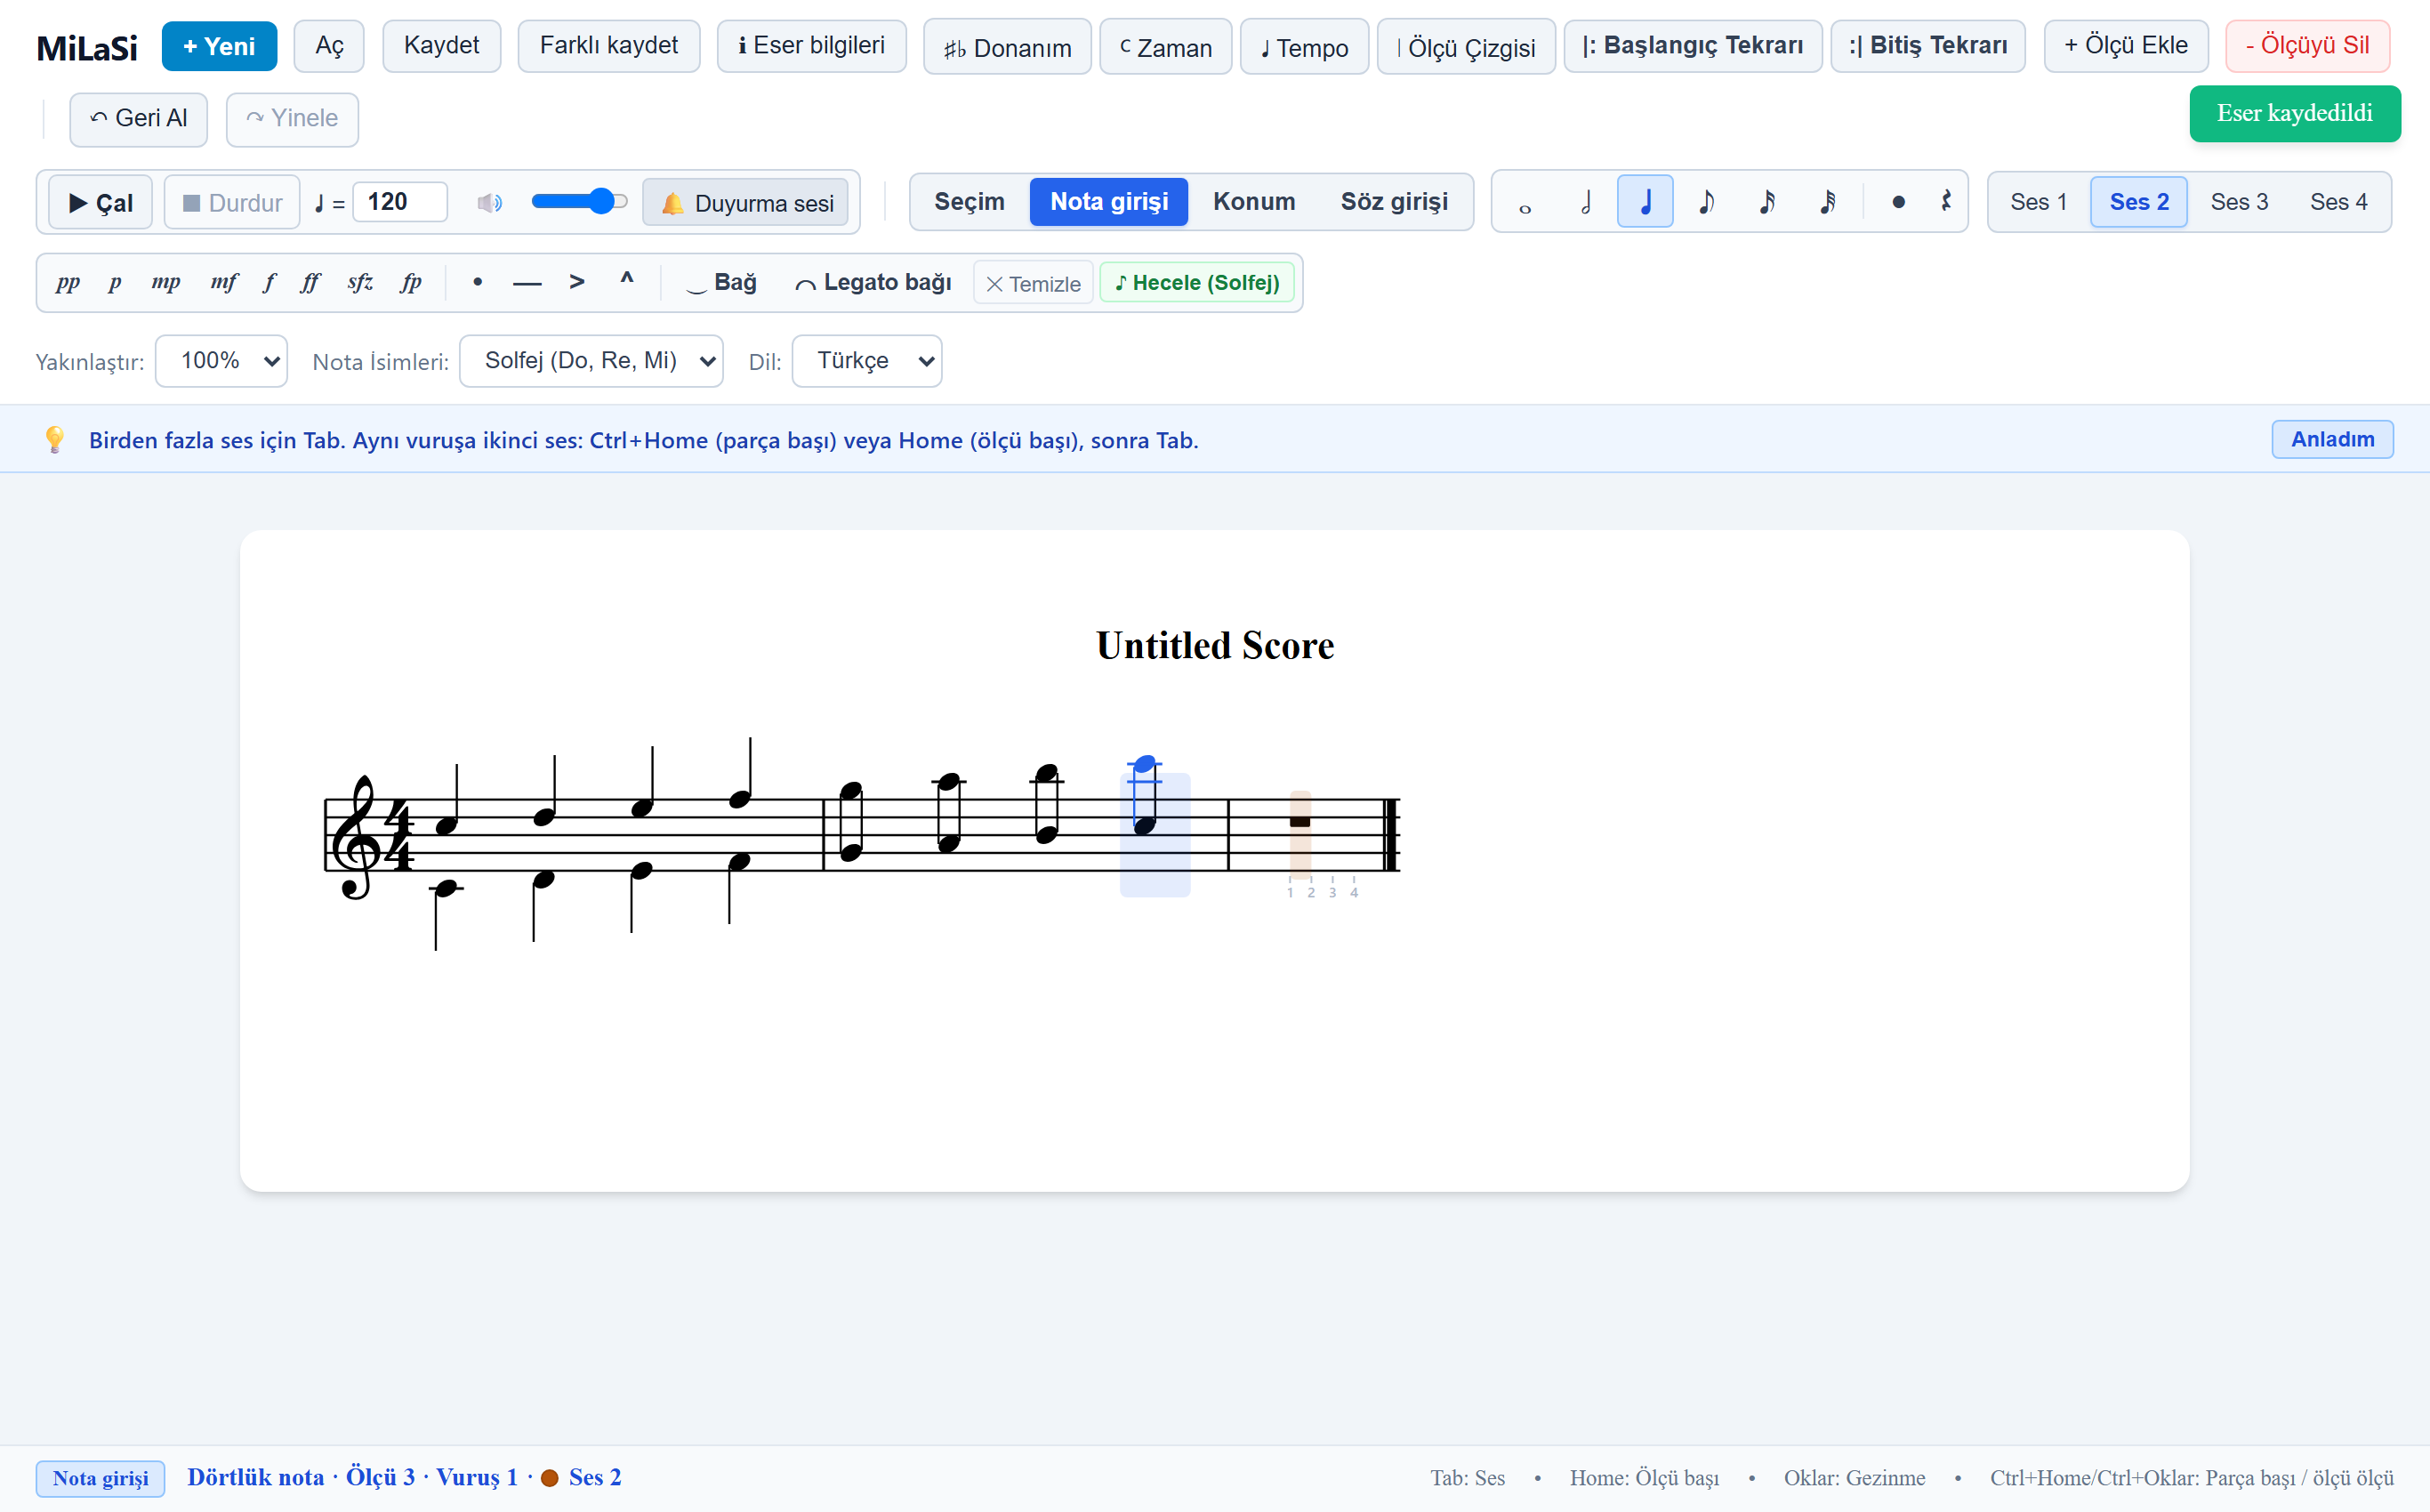 MiLaSi + Yeni Aç Kaydet Farklı kaydet ℹ Eser bilgileri ♯♭ Donanım C Zaman ♩ Tempo | Ölçü Çizgisi |: Başlangıç Tekrarı :| Bitiş Tekrarı + Ölçü Ekle - Ölçüyü Sil
↶ Geri Al ↷ Yinele Eser kaydedildi
▶ Çal ■ Durdur ♩ = 120 🔊 🔔 Duyurma sesi Seçim Nota girişi Konum Söz girişi Ses 1 Ses 2 Ses 3 Ses 4
pp p mp mf f ff sfz fp • — > ^ ‿ Bağ ⌒ Legato bağı × Temizle ♪ Hecele (Solfej)
Yakınlaştır: 100% Nota İsimleri: Solfej (Do, Re, Mi) Dil: Türkçe
💡 Birden fazla ses için Tab. Aynı vuruşa ikinci ses: Ctrl+Home (parça başı) veya Home (ölçü başı), sonra Tab. Anladım
Untitled Score
4
4
1 2 3 4
Nota girişi Dörtlük nota · Ölçü 3 · Vuruş 1 · Ses 2 Tab: Ses • Home: Ölçü başı • Oklar: Gezinme • Ctrl+Home/Ctrl+Oklar: Parça başı / ölçü ölçü